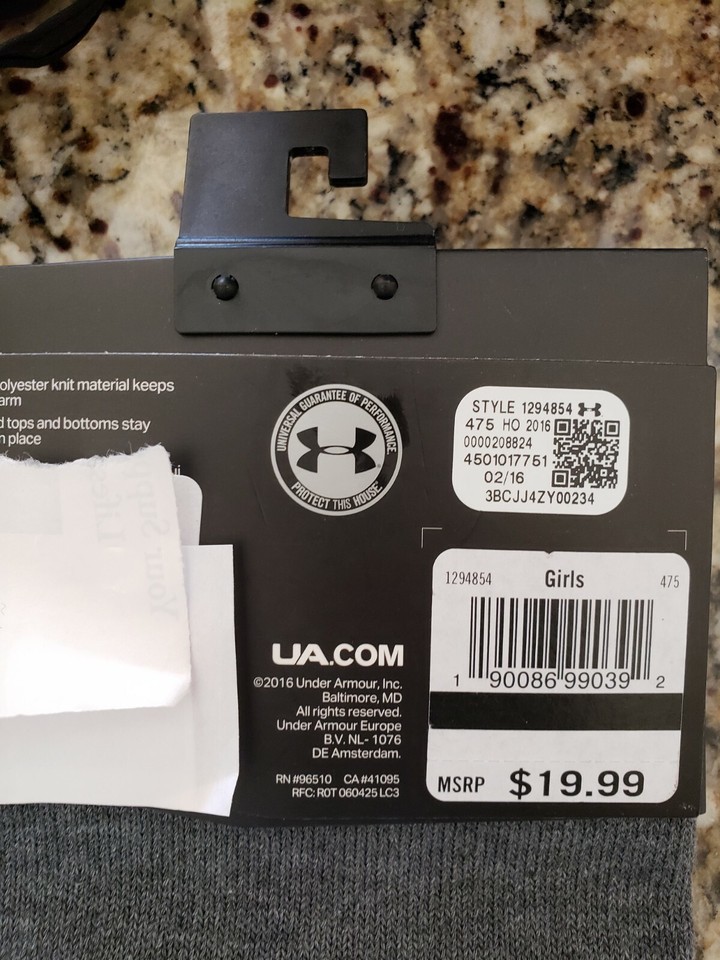 olyester knit material keeps
arm
d tops and bottoms stay
n place
UNIVERSAL GUARANTEE OF PERFORMANCE
PROTECT THIS HOUSE
STYLE 1294854
475 HO 2016
0000208824
4501017751
02/16
3BCJJ4ZY00234
1294854 Girls 475
1 90086 99039 2
MSRP $19.99
UA.COM
©2016 Under Armour, Inc.
Baltimore, MD
All rights reserved.
Under Armour Europe
B.V. NL- 1076
DE Amsterdam.
RN #96510 CA #41095
RFC: R0T 060425 LC3